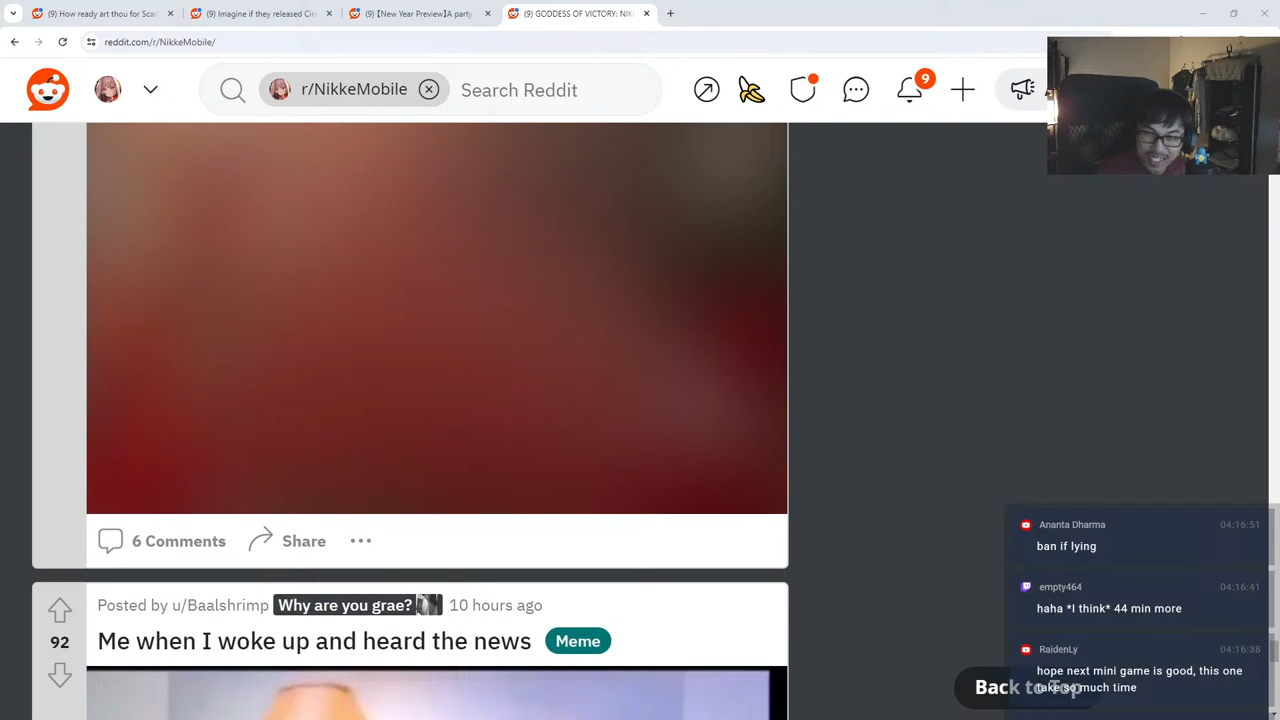 (9) How ready art thou for Scar
(9) Imagine if they released Cin
(9) 【New Year Preview】A party
(9) GODDESS OF VICTORY: NIK
reddit.com/r/NikkeMobile/
r/NikkeMobile
Search Reddit
9
6 Comments
Share
Posted by u/Baalshrimp
Why are you grae?
10 hours ago
92
Me when I woke up and heard the news
Meme
Ananta Dharma
04:16:51
ban if lying
empty464
04:16:41
haha *I think* 44 min more
RaidenLy
04:16:38
hope next mini game is good, this one
take so much time
Back to Top